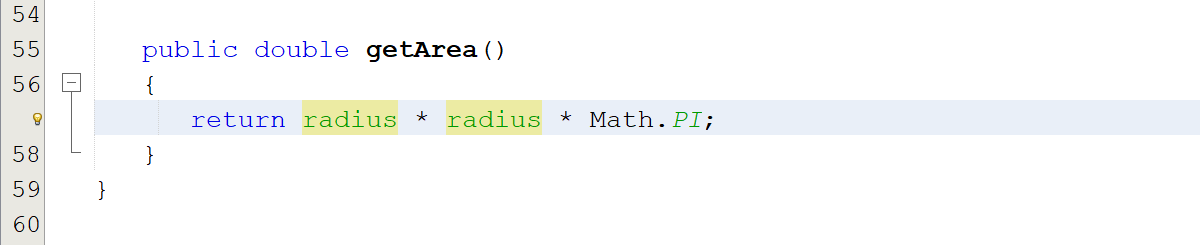 54
55 public double getArea()
56 {
return radius * radius * Math.PI;
58 }
59 }
60